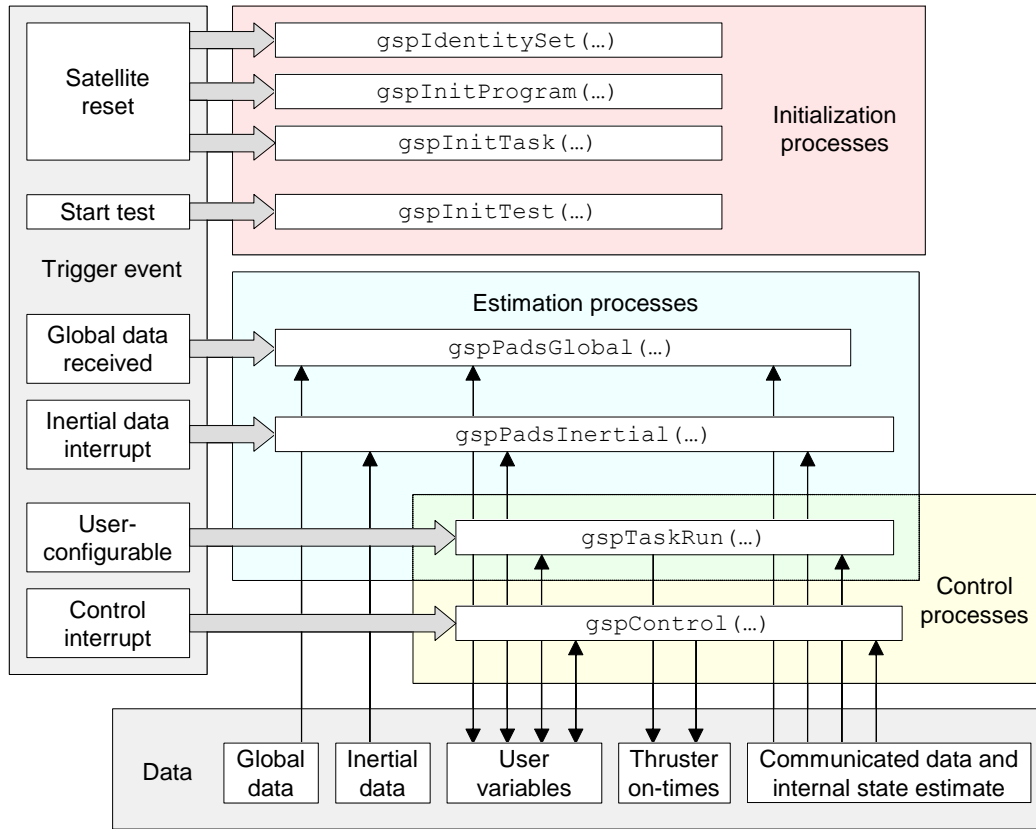 Satellite
reset
gspIdentitySet(…)
gspInitProgram(…)
gspInitTask(…)
Initialization
processes
Start test
gspInitTest(…)
Trigger event
Estimation processes
Global data
received
gspPadsGlobal(…)
Inertial data
interrupt
gspPadsInertial(…)
User-
configurable
gspTaskRun(…)
Control
processes
Control
interrupt
gspControl(…)
Data
Global
data
Inertial
data
User
variables
Thruster
on-times
Communicated data and
internal state estimate